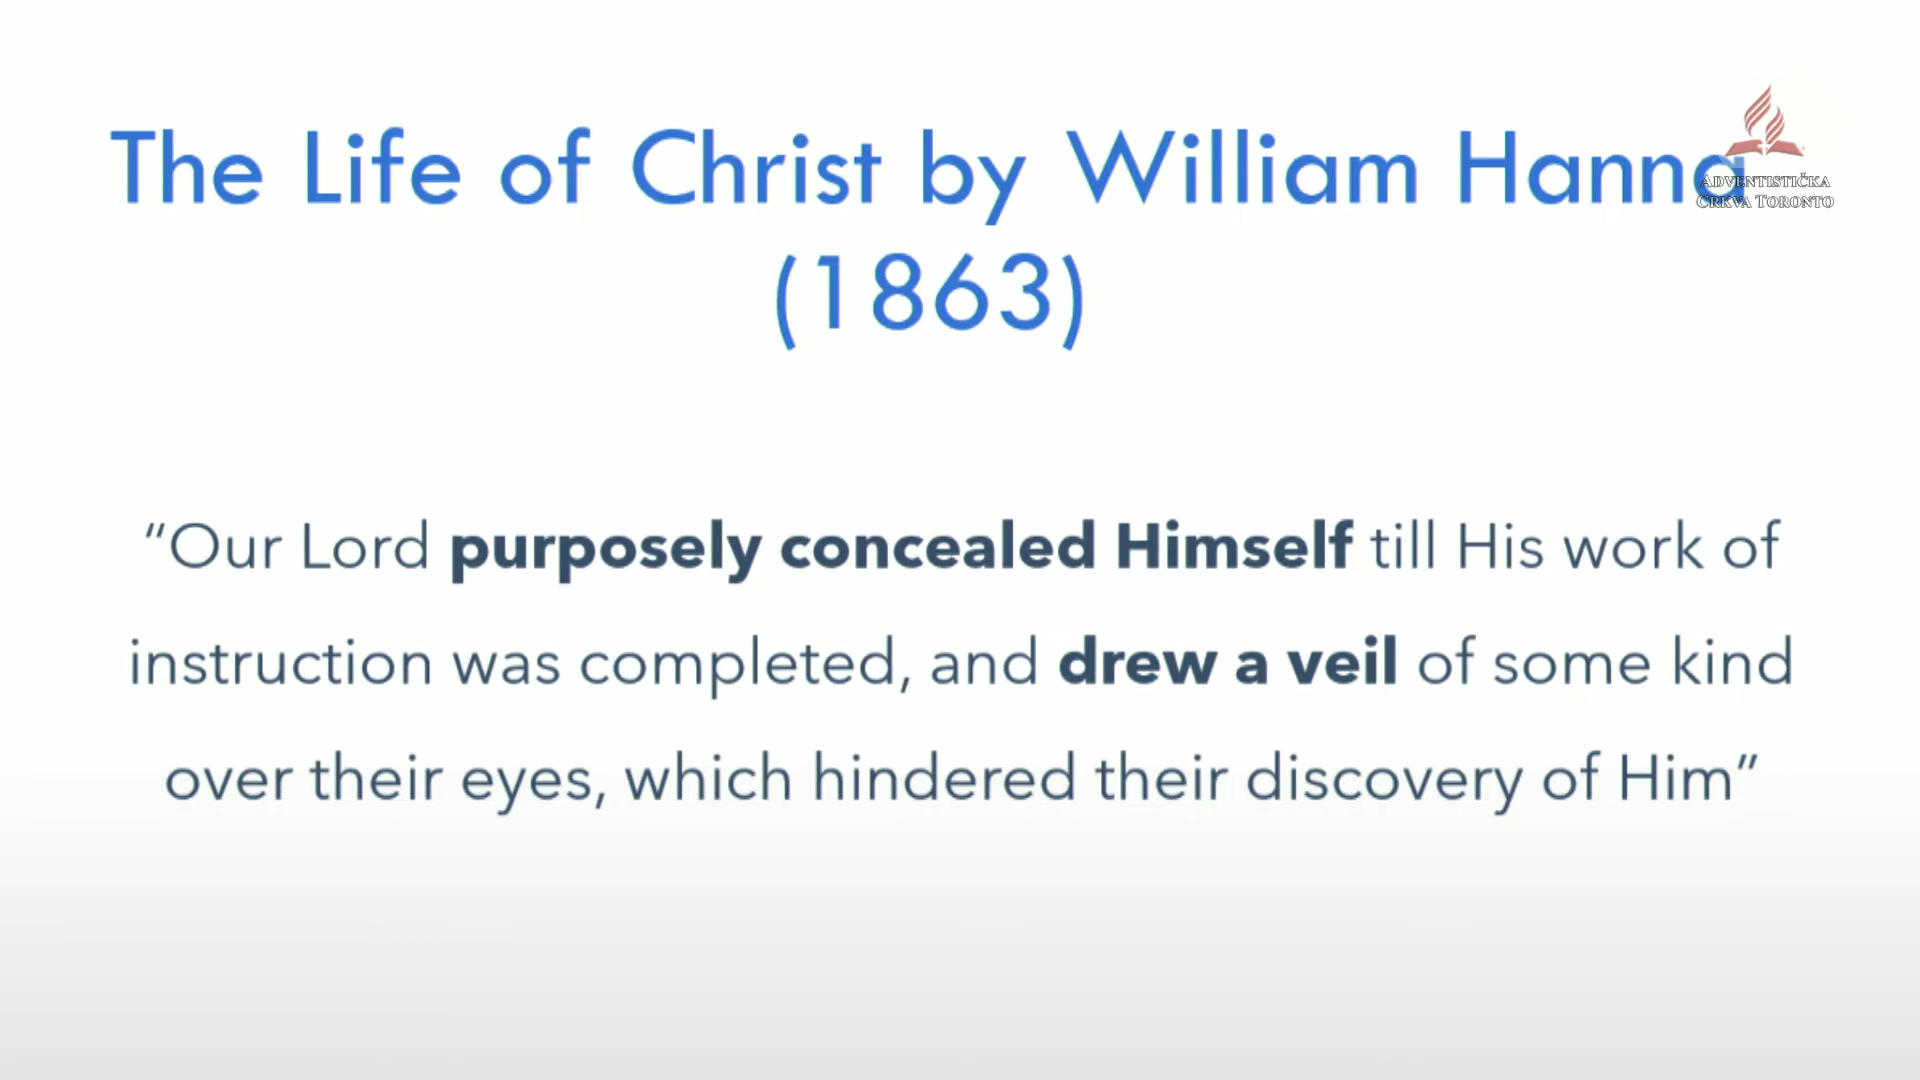 The Life of Christ by William Hanna
(1863)
ADVENTISTIČKA
CRKVA TORONTO
“Our Lord purposely concealed Himself till His work of
instruction was completed, and drew a veil of some kind
over their eyes, which hindered their discovery of Him”